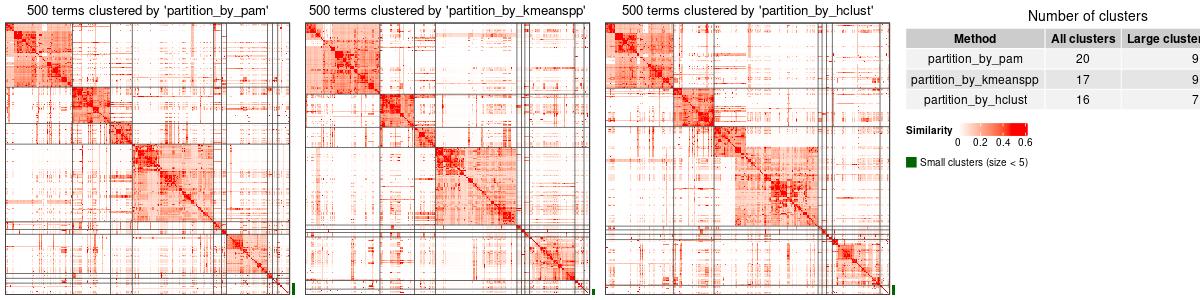 500 terms clustered by 'partition_by_pam'
500 terms clustered by 'partition_by_kmeanspp'
500 terms clustered by 'partition_by_hclust'
Number of clusters
Method All clusters Large cluster
partition_by_pam 20 9
partition_by_kmeanspp 17 9
partition_by_hclust 16 7
Similarity
0 0.2 0.4 0.6
Small clusters (size < 5)